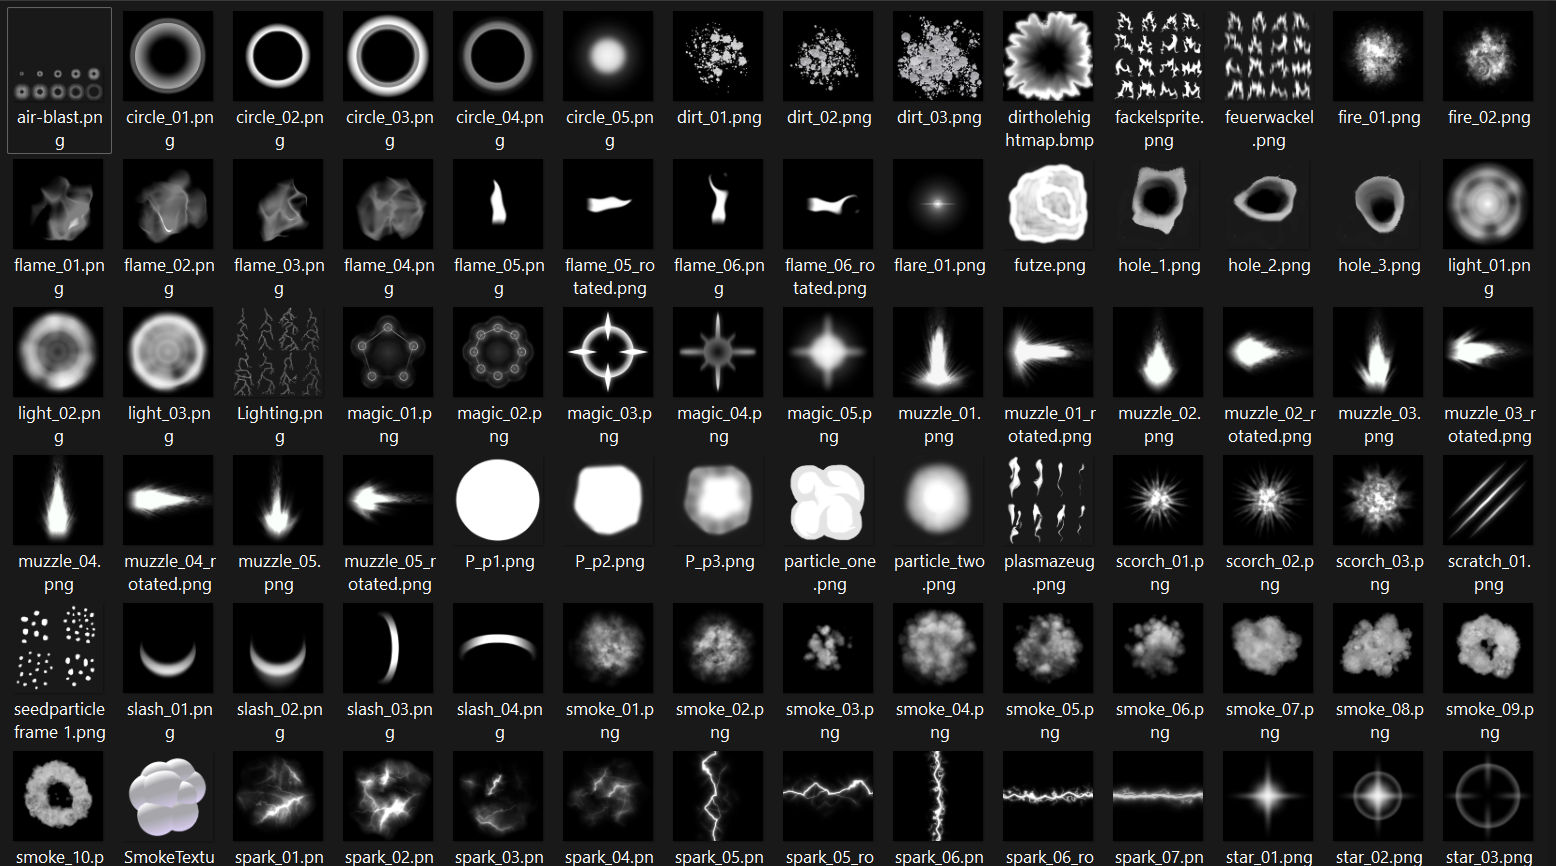 air-blast.pn
g
circle_01.pn
g
circle_02.pn
g
circle_03.pn
g
circle_04.pn
g
circle_05.pn
g
dirt_01.png
dirt_02.png
dirt_03.png
dirtholehei
ghtmap.bmp
fackelsprite.
png
feuerwackel
.png
fire_01.png
fire_02.png
flame_01.pn
g
flame_02.pn
g
flame_03.pn
g
flame_04.pn
g
flame_05.pn
g
flame_05_ro
tated.png
flame_06.pn
g
flame_06_ro
tated.png
flare_01.png
futze.png
hole_1.png
hole_2.png
hole_3.png
light_01.pn
g
light_02.pn
g
light_03.pn
g
Lighting.pn
g
magic_01.p
ng
magic_02.p
ng
magic_03.p
ng
magic_04.p
ng
magic_05.p
ng
muzzle_01.
png
muzzle_01_r
otated.png
muzzle_02.
png
muzzle_02_r
otated.png
muzzle_03.
png
muzzle_03_r
otated.png
muzzle_04.
png
muzzle_04_r
otated.png
muzzle_05.
png
muzzle_05_r
otated.png
P_p1.png
P_p2.png
P_p3.png
particle_one
.png
particle_two
.png
plasmazeug
.png
scorch_01.p
ng
scorch_02.p
ng
scorch_03.p
ng
scratch_01.
png
seedparticle
frame 1.png
slash_01.pn
g
slash_02.pn
g
slash_03.pn
g
slash_04.pn
g
smoke_01.p
ng
smoke_02.p
ng
smoke_03.p
ng
smoke_04.p
ng
smoke_05.p
ng
smoke_06.p
ng
smoke_07.p
ng
smoke_08.p
ng
smoke_09.p
ng
smoke_10.p
SmokeTextu
spark_01.pn
spark_02.pn
spark_03.pn
spark_04.pn
spark_05.pn
spark_05_ro
spark_06.pn
spark_06_ro
spark_07.pn
star_01.png
star_02.png
star_03.png